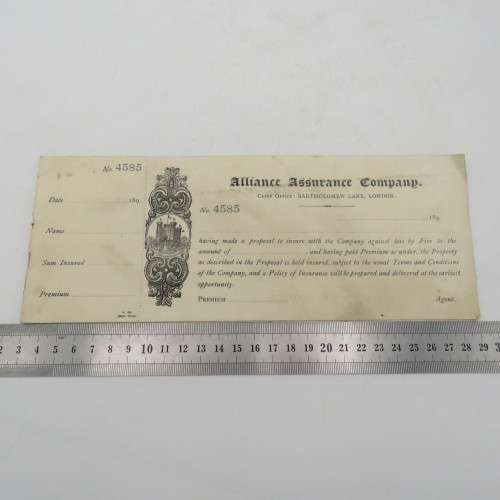 No. 4585
Date 189
Name
Sum Insured
Premium
Alliance Assurance Company.
Chief Office: BARTHOLOMEW LANE, LONDON.
No. 4585
189
having made a proposal to insure with the Company against loss by Fire to the
amount of , and having paid Premium as under, the Property
as described in the Proposal is held insured, subject to the usual Terms and Conditions
of the Company, and a Policy of Insurance will be prepared and delivered at the earliest
opportunity.
PREMIUM Agent.
2 3 4 5 6 7 8 9 10 11 12 13 14 15 16 17 18 19 20 21 22 23 24 25 26 27 28 29 3